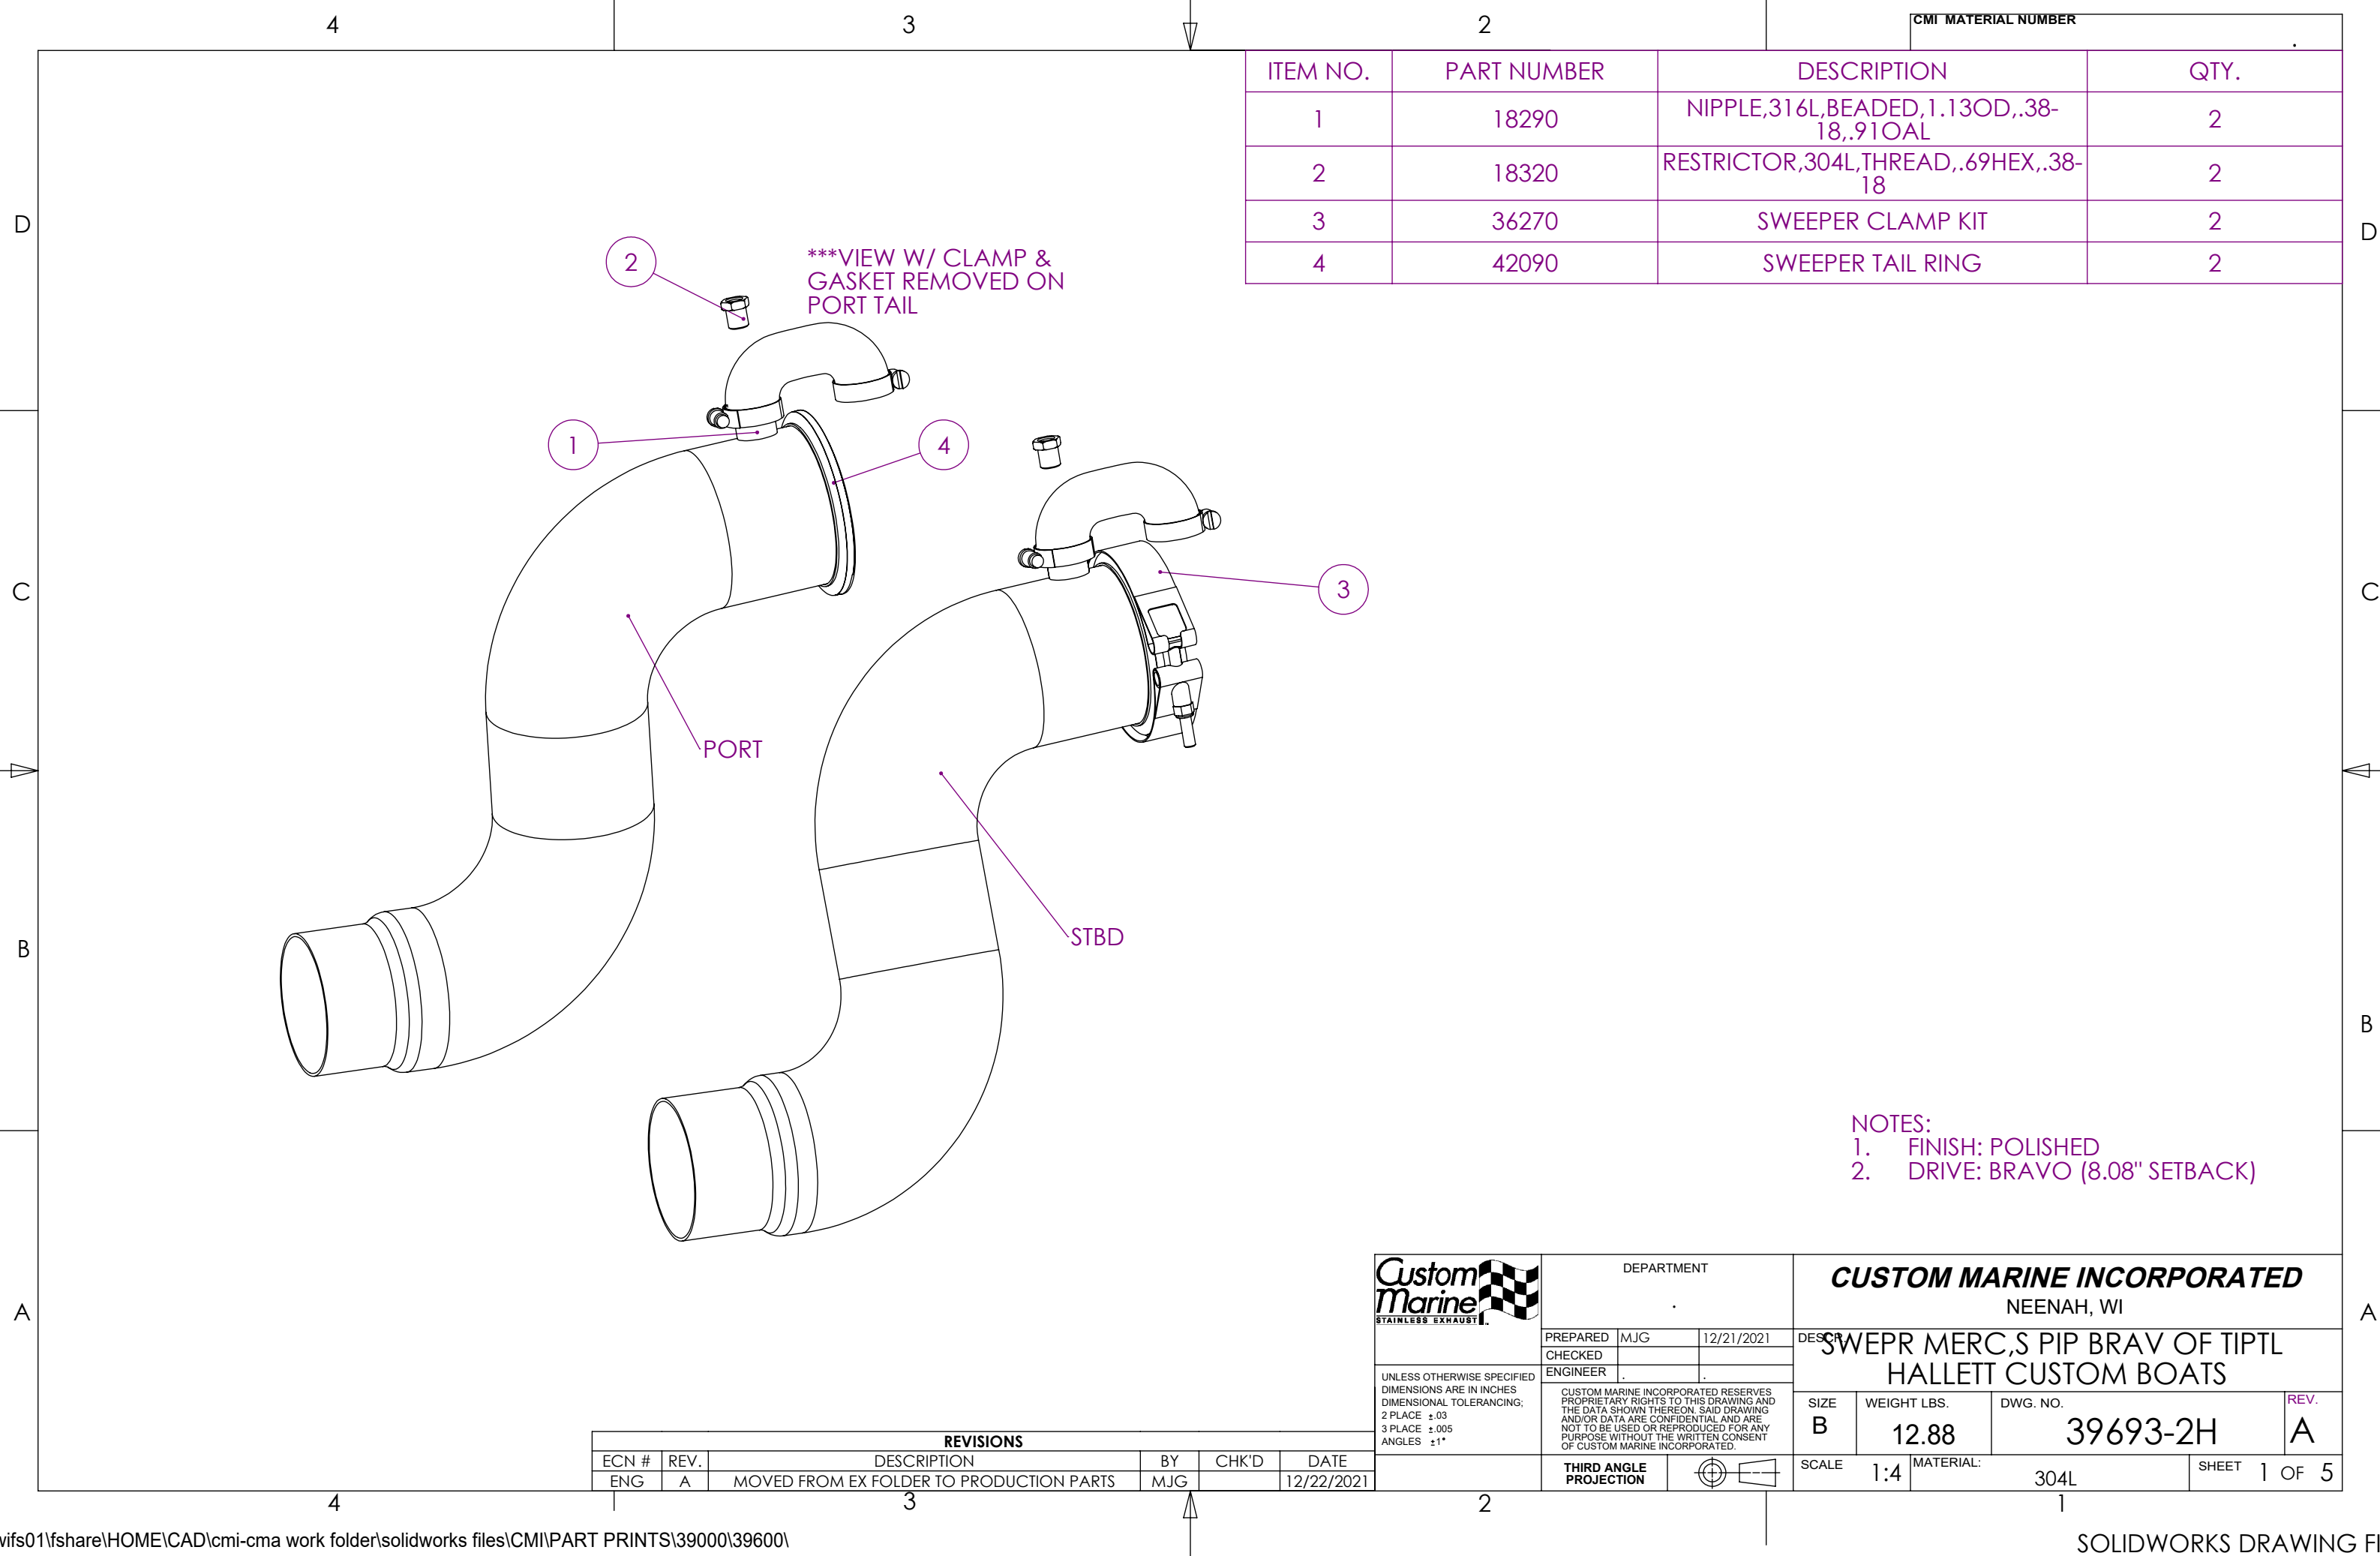 4 3 2
CMI MATERIAL NUMBER
.
ITEM NO. PART NUMBER DESCRIPTION QTY.
1 18290 NIPPLE,316L,BEADED,1.13OD,.38-
18,.91OAL 2
2 18320 RESTRICTOR,304L,THREAD,.69HEX,.38-
18 2
3 36270 SWEEPER CLAMP KIT 2
4 42090 SWEEPER TAIL RING 2
D D
2
***VIEW W/ CLAMP &
GASKET REMOVED ON
PORT TAIL
1 4
3
C C
PORT
STBD
B B
NOTES:
1. FINISH: POLISHED
2. DRIVE: BRAVO (8.08" SETBACK)
A A
Custom
Marine
STAINLESS EXHAUST
DEPARTMENT
.
PREPARED MJG 12/21/2021
CHECKED
ENGINEER . .
UNLESS OTHERWISE SPECIFIED
DIMENSIONS ARE IN INCHES
DIMENSIONAL TOLERANCING;
2 PLACE ±.03
3 PLACE ±.005
ANGLES ±1°
CUSTOM MARINE INCORPORATED RESERVES
PROPRIETARY RIGHTS TO THIS DRAWING AND
THE DATA SHOWN THEREON. SAID DRAWING
AND/OR DATA ARE CONFIDENTIAL AND ARE
NOT TO BE USED OR REPRODUCED FOR ANY
PURPOSE WITHOUT THE WRITTEN CONSENT
OF CUSTOM MARINE INCORPORATED.
THIRD ANGLE
PROJECTION
CUSTOM MARINE INCORPORATED
NEENAH, WI
DESCR.
SWEPR MERC,S PIP BRAV OF TIPTL
HALLETT CUSTOM BOATS
SIZE WEIGHT LBS. DWG. NO. REV.
B 12.88 39693-2H A
SCALE 1:4 MATERIAL: 304L SHEET 1 OF 5
REVISIONS
ECN # REV. DESCRIPTION BY CHK'D DATE
ENG A MOVED FROM EX FOLDER TO PRODUCTION PARTS MJG 12/22/2021
4 3 2 1
wifs01\fshare\HOME\CAD\cmi-cma work folder\solidworks files\CMI\PART PRINTS\39000\39600\
SOLIDWORKS DRAWING FI